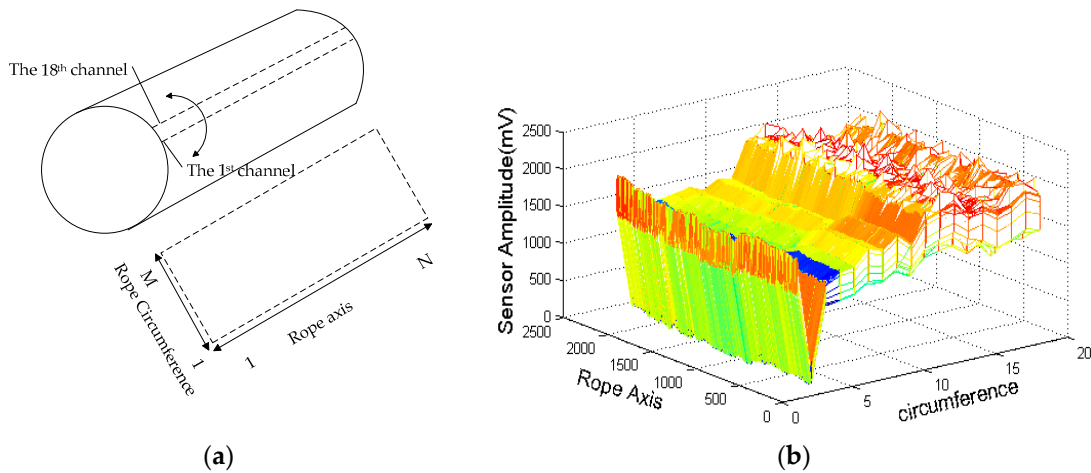 The 18th channel
The 1st channel
M
Rope Circumference
1
1
Rope axis
N
(a)
Sensor Amplitude(mV)
2500
2000
1500
1000
500
0
2500
2000
1500
1000
500
0
Rope Axis
0
5
10
15
20
circumference
(b)